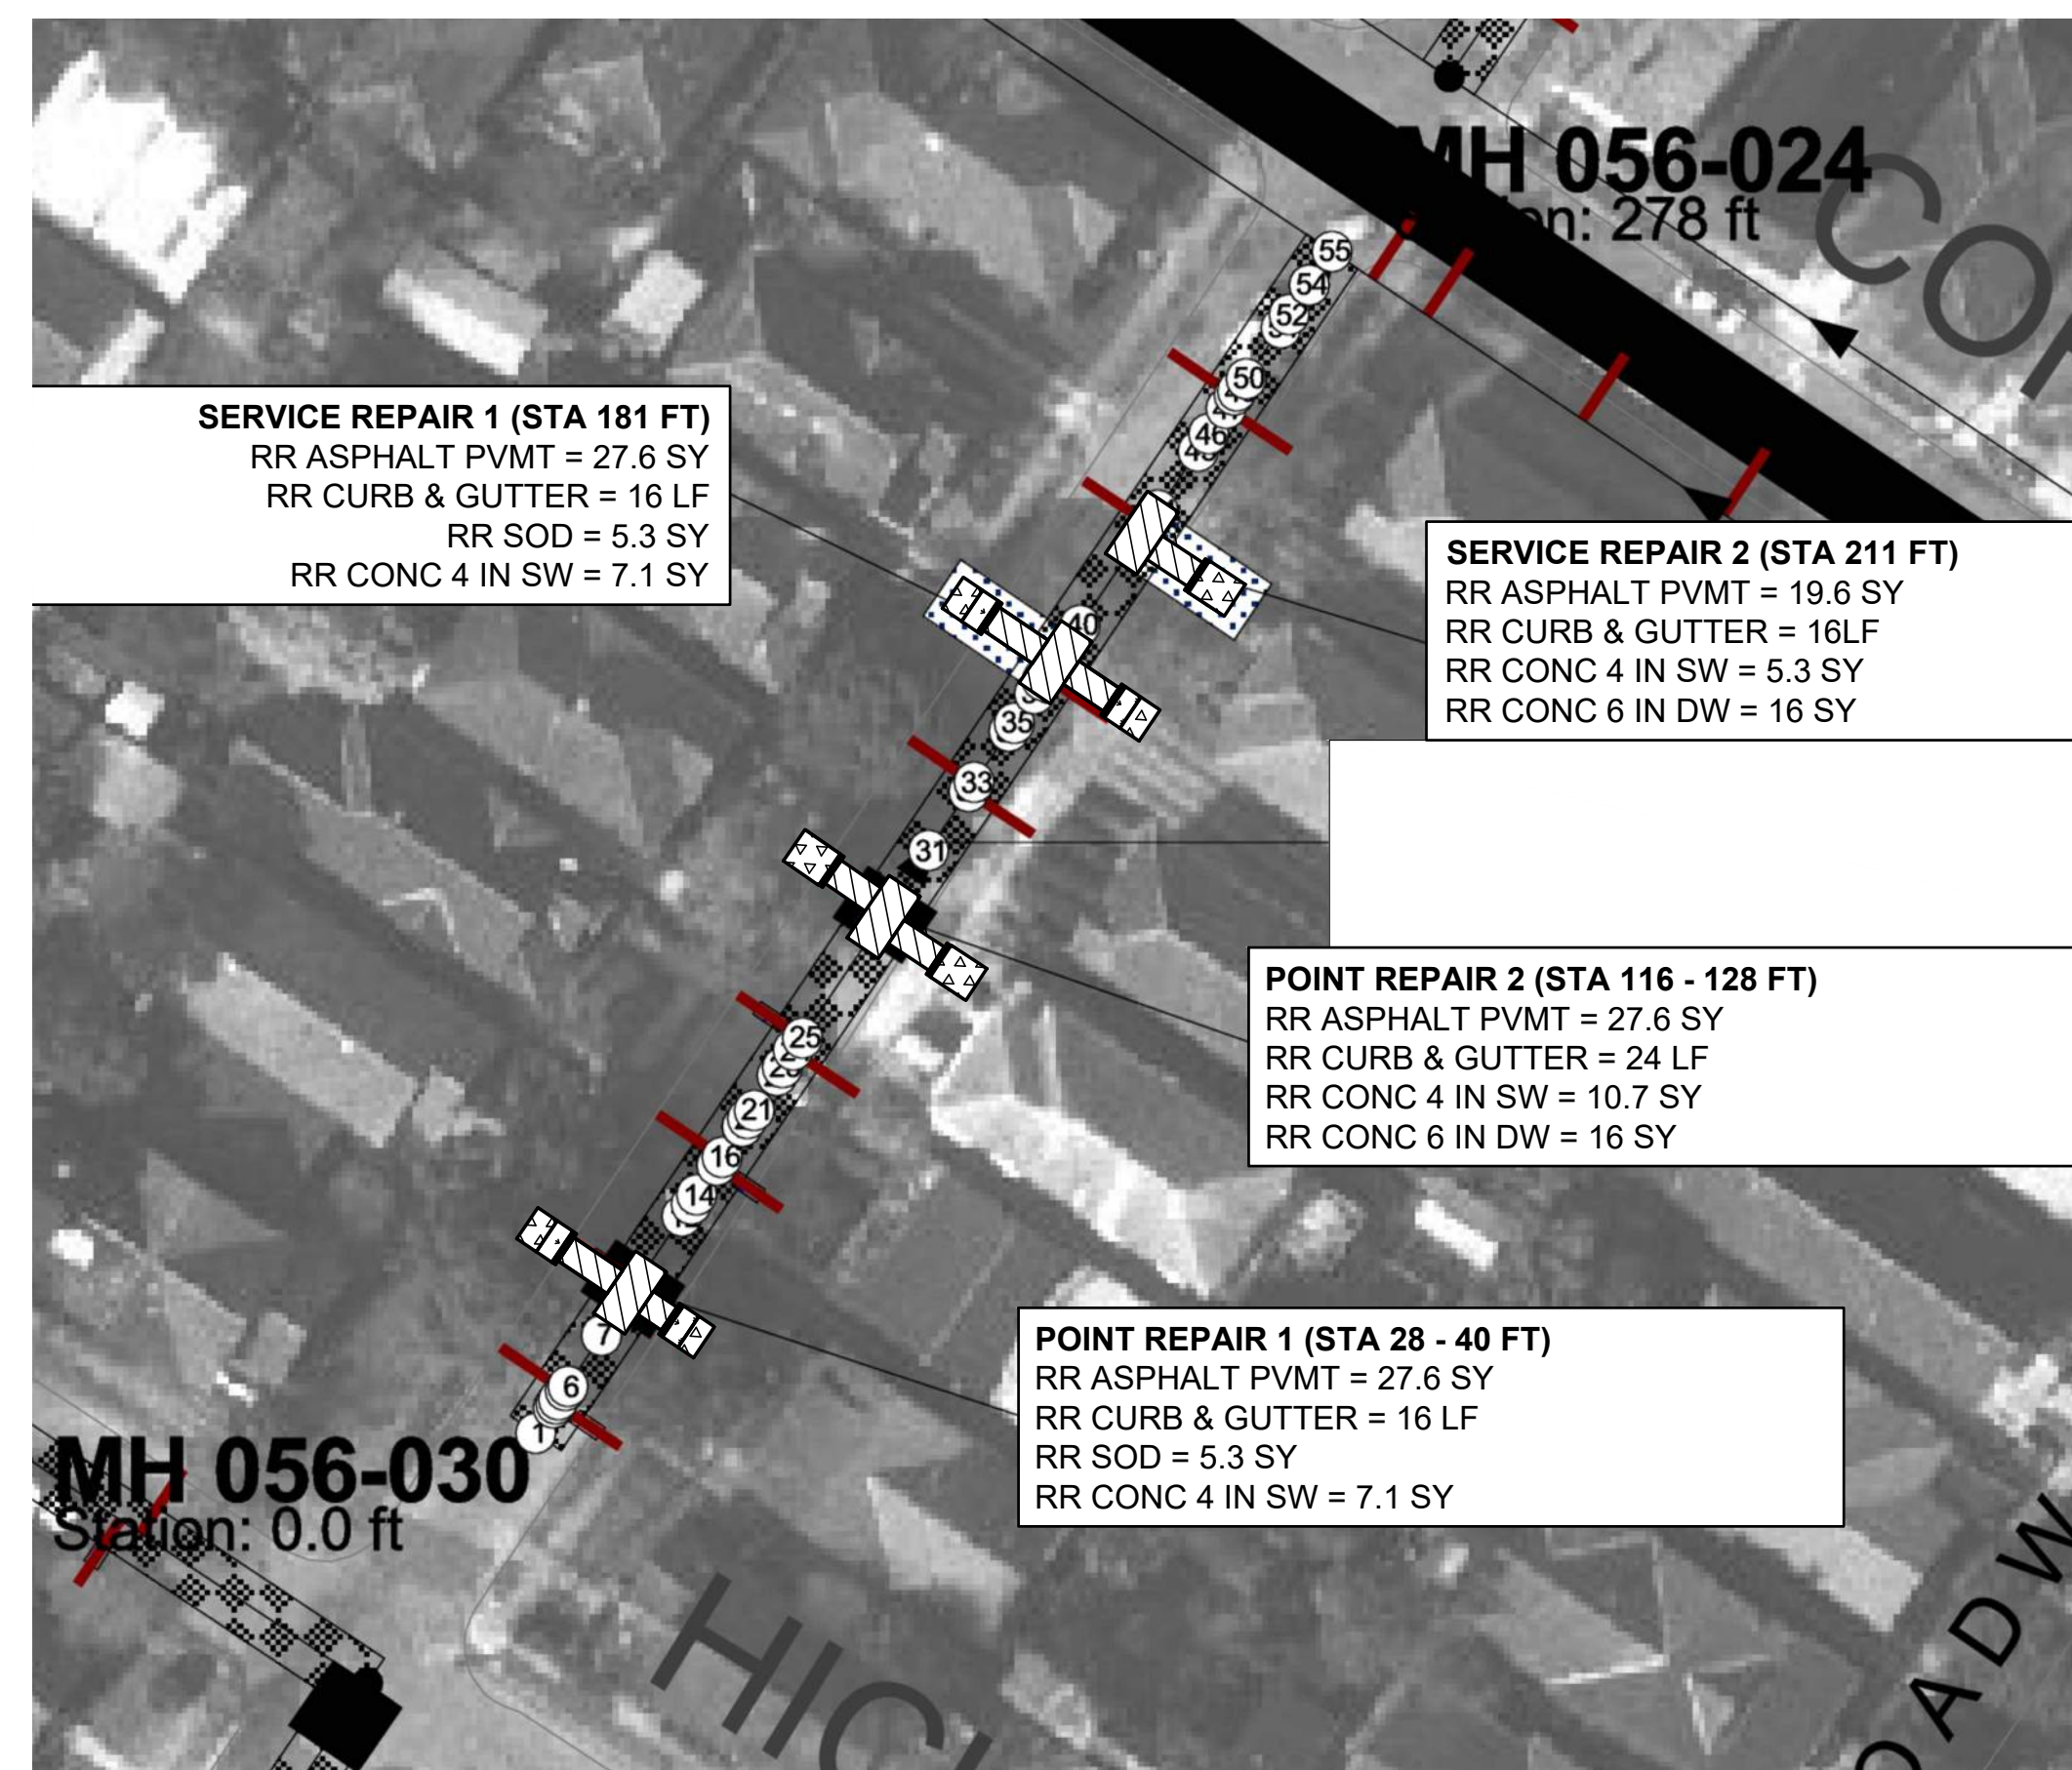 MH 056-024
278 ft
55
54
52
50
46
SERVICE REPAIR 1 (STA 181 FT)
RR ASPHALT PVMT = 27.6 SY
RR CURB & GUTTER = 16 LF
RR SOD = 5.3 SY
RR CONC 4 IN SW = 7.1 SY
SERVICE REPAIR 2 (STA 211 FT)
RR ASPHALT PVMT = 19.6 SY
RR CURB & GUTTER = 16LF
RR CONC 4 IN SW = 5.3 SY
RR CONC 6 IN DW = 16 SY
40
35
33
31
POINT REPAIR 2 (STA 116 - 128 FT)
RR ASPHALT PVMT = 27.6 SY
RR CURB & GUTTER = 24 LF
RR CONC 4 IN SW = 10.7 SY
RR CONC 6 IN DW = 16 SY
25
21
16
14
7
6
1
POINT REPAIR 1 (STA 28 - 40 FT)
RR ASPHALT PVMT = 27.6 SY
RR CURB & GUTTER = 16 LF
RR SOD = 5.3 SY
RR CONC 4 IN SW = 7.1 SY
MH 056-030
Station: 0.0 ft